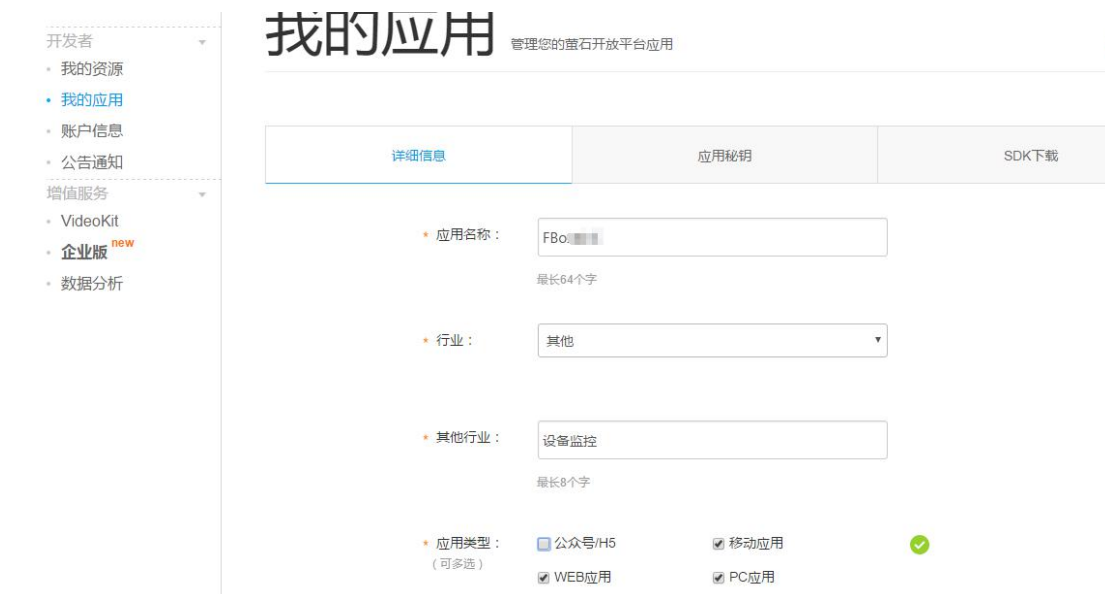 开发者
我的资源
我的应用
账户信息
公告通知
增值服务
VideoKit
企业版 new
数据分析
我的应用 管理您的萤石开放平台应用
详细信息 应用秘钥 SDK下载
* 应用名称： FBo
最长64个字
* 行业： 其他
* 其他行业： 设备监控
最长8个字
* 应用类型： 公众号/H5 移动应用
（可多选） WEB应用 PC应用